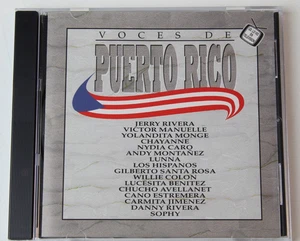 VOCES DE
PUERTO RICO
JERRY RIVERA
VICTOR MANUELLE
YOLANDITA MONGE
CHAYANNE
NYDIA CARO
ANDY MONTAÑEZ
LUNNA
LOS HISPANOS
GILBERTO SANTA ROSA
WILLIE COLON
LUCESITA BENITEZ
CHUCHO AVELLANET
CANO ESTREMERA
CARMITA JIMENEZ
DANNY RIVERA
SOPHY